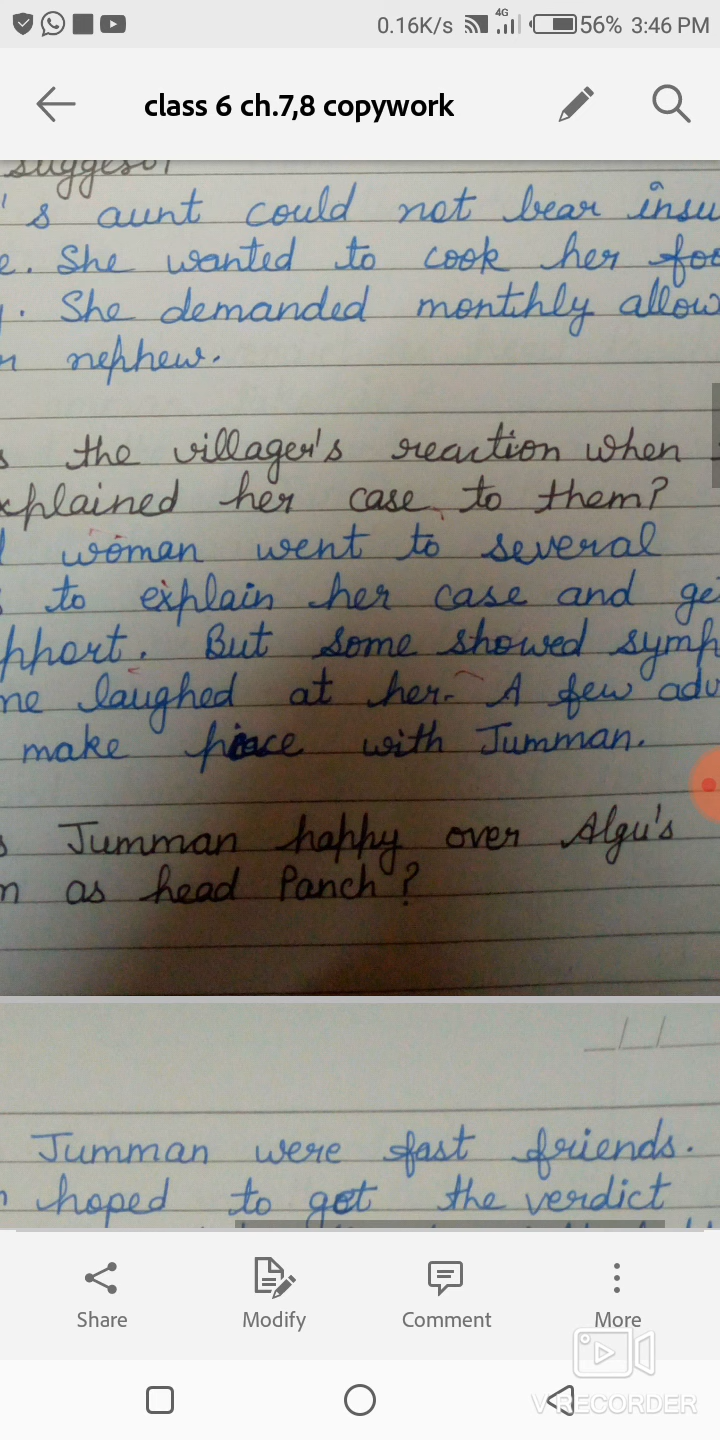 0.16K/s 4G 56% 3:46 PM
class 6 ch.7,8 copywork
's aunt could not bear insu
e. She wanted to cook her foo
. She demanded monthly allow
n nephew.
s the villager's reaction when
xplained her case to them?
woman went to several
to explain her case and ge
pport. But some showed symp
me laughed at her. A few adv
make piece with Jumman.
s Jumman happy over Algu's
n as head Panch?
_/_/_
Jumman were fast friends.
n hoped to get the verdict
Share Modify Comment More
V RECORDER